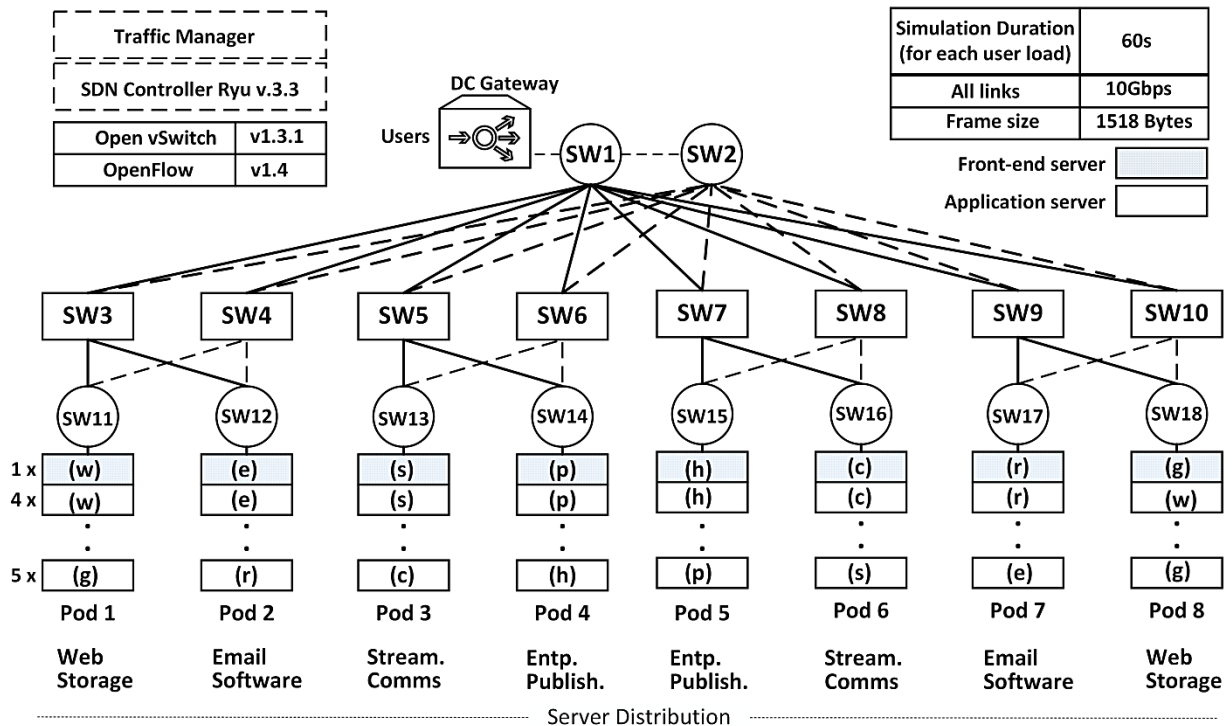 Traffic Manager
SDN Controller Ryu v.3.3
Open vSwitch v1.3.1
OpenFlow v1.4
DC Gateway
Users
SW1 SW2
Simulation Duration
(for each user load) 60s
All links 10Gbps
Frame size 1518 Bytes
Front-end server
Application server
SW3 SW4 SW5 SW6 SW7 SW8 SW9 SW10
SW11 SW12 SW13 SW14 SW15 SW16 SW17 SW18
1 x (w) (e) (s) (p) (h) (c) (r) (g)
4 x (w) (e) (s) (p) (h) (c) (r) (w)
5 x (g) (r) (c) (h) (p) (s) (e) (g)
Pod 1 Pod 2 Pod 3 Pod 4 Pod 5 Pod 6 Pod 7 Pod 8
Web Email Stream. Entp. Entp. Stream. Email Web
Storage Software Comms Publish. Publish. Comms Software Storage
Server Distribution